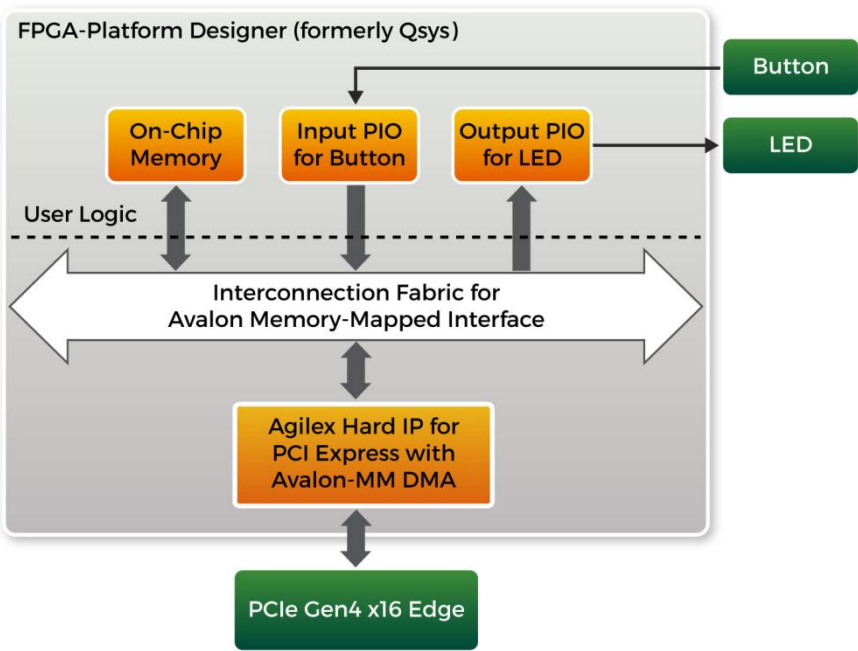 FPGA-Platform Designer (formerly Qsys)
Button
On-Chip
Memory
Input PIO
for Button
Output PIO
for LED
LED
User Logic
Interconnection Fabric for
Avalon Memory-Mapped Interface
Agilex Hard IP for
PCI Express with
Avalon-MM DMA
PCIe Gen4 x16 Edge